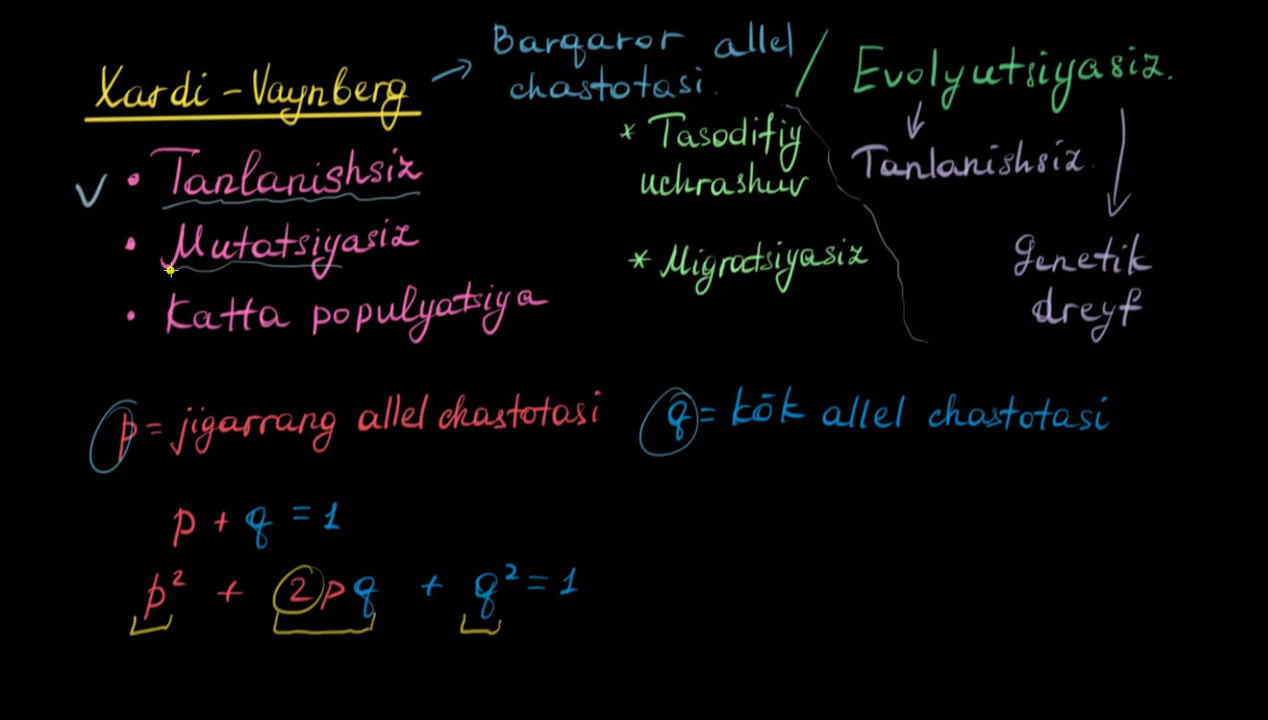 Xardi - Vaynberg
Barqaror allel
chastotasi.
/ Evolyutsiyasiz.
• Tanlanishsiz
• Mutatsiyasiz
• Katta populyatsiya
* Tasodifiy
uchrashuv
* Migratsiyasiz
Tanlanishsiz.
Genetik
dreyf
p = jigarrang allel chastotasi
q = kōk allel chastotasi
p + q = 1
p² + 2pq + q² = 1